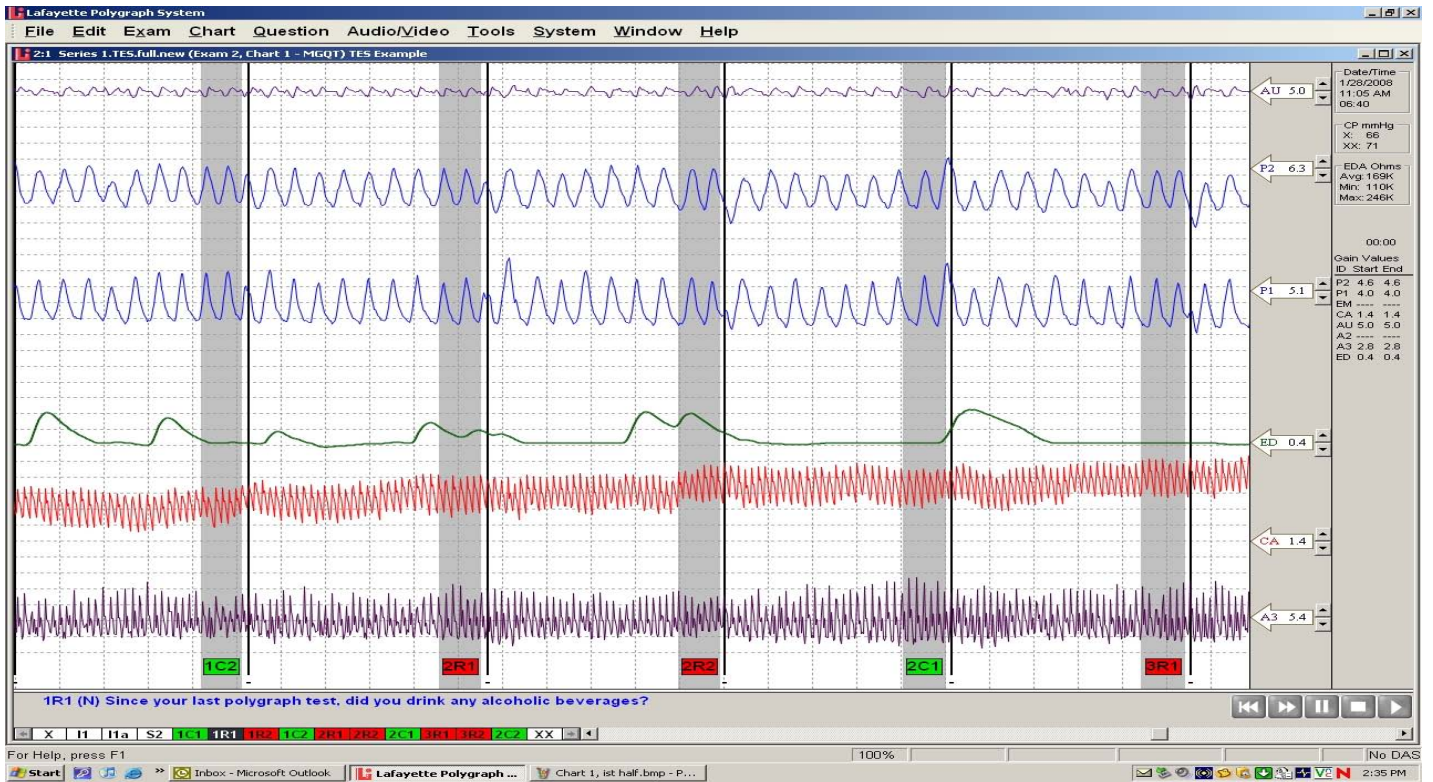 Lafayette Polygraph System
File Edit Exam Chart Question Audio/Video Tools System Window Help
2:1 Series 1.TES.full.new (Exam 2, Chart 1 - MGQT) TES Example
Date/Time
1/28/2008
11:05 AM
06:40
AU 5.0
CP mmHg
X: 66
XX: 71
P2 6.3
EDA Ohms
Avg: 169K
Min: 110K
Max: 246K
00:00
Gain Values
ID Start End
P2 4.6 4.6
P1 4.0 4.0
EM ---- ----
CA 1.4 1.4
AU 5.0 5.0
A2 ---- ----
A3 2.8 2.8
ED 0.4 0.4
P1 5.1
ED 0.4
CA 1.4
A3 5.4
1C2 2R1 2R2 2C1 3R1
1R1 (N) Since your last polygraph test, did you drink any alcoholic beverages?
X I1 I1a S2 1C1 1R1 1R2 1C2 2R1 2R2 2C1 3R1 3R2 2C2 XX
For Help, press F1 100% No DAS
Start » Inbox - Microsoft Outlook Lafayette Polygraph ... Chart 1, ist half.bmp - P... 2:35 PM